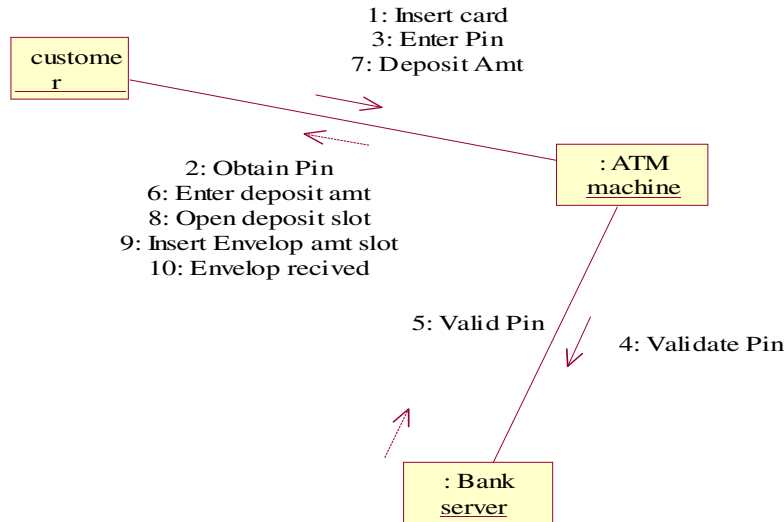 1: Insert card
3: Enter Pin
7: Deposit Amt
custome
r
2: Obtain Pin
6: Enter deposit amt
8: Open deposit slot
9: Insert Envelop amt slot
10: Envelop recived
: ATM
machine
5: Valid Pin
4: Validate Pin
: Bank
server